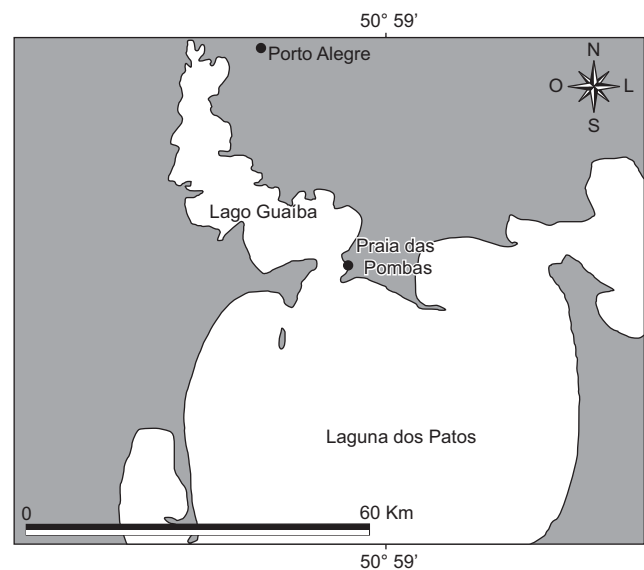 50° 59’
Porto Alegre
N
O
L
S
Lago Guaíba
Praia das
Pombas
Laguna dos Patos
0
60 Km
50° 59’